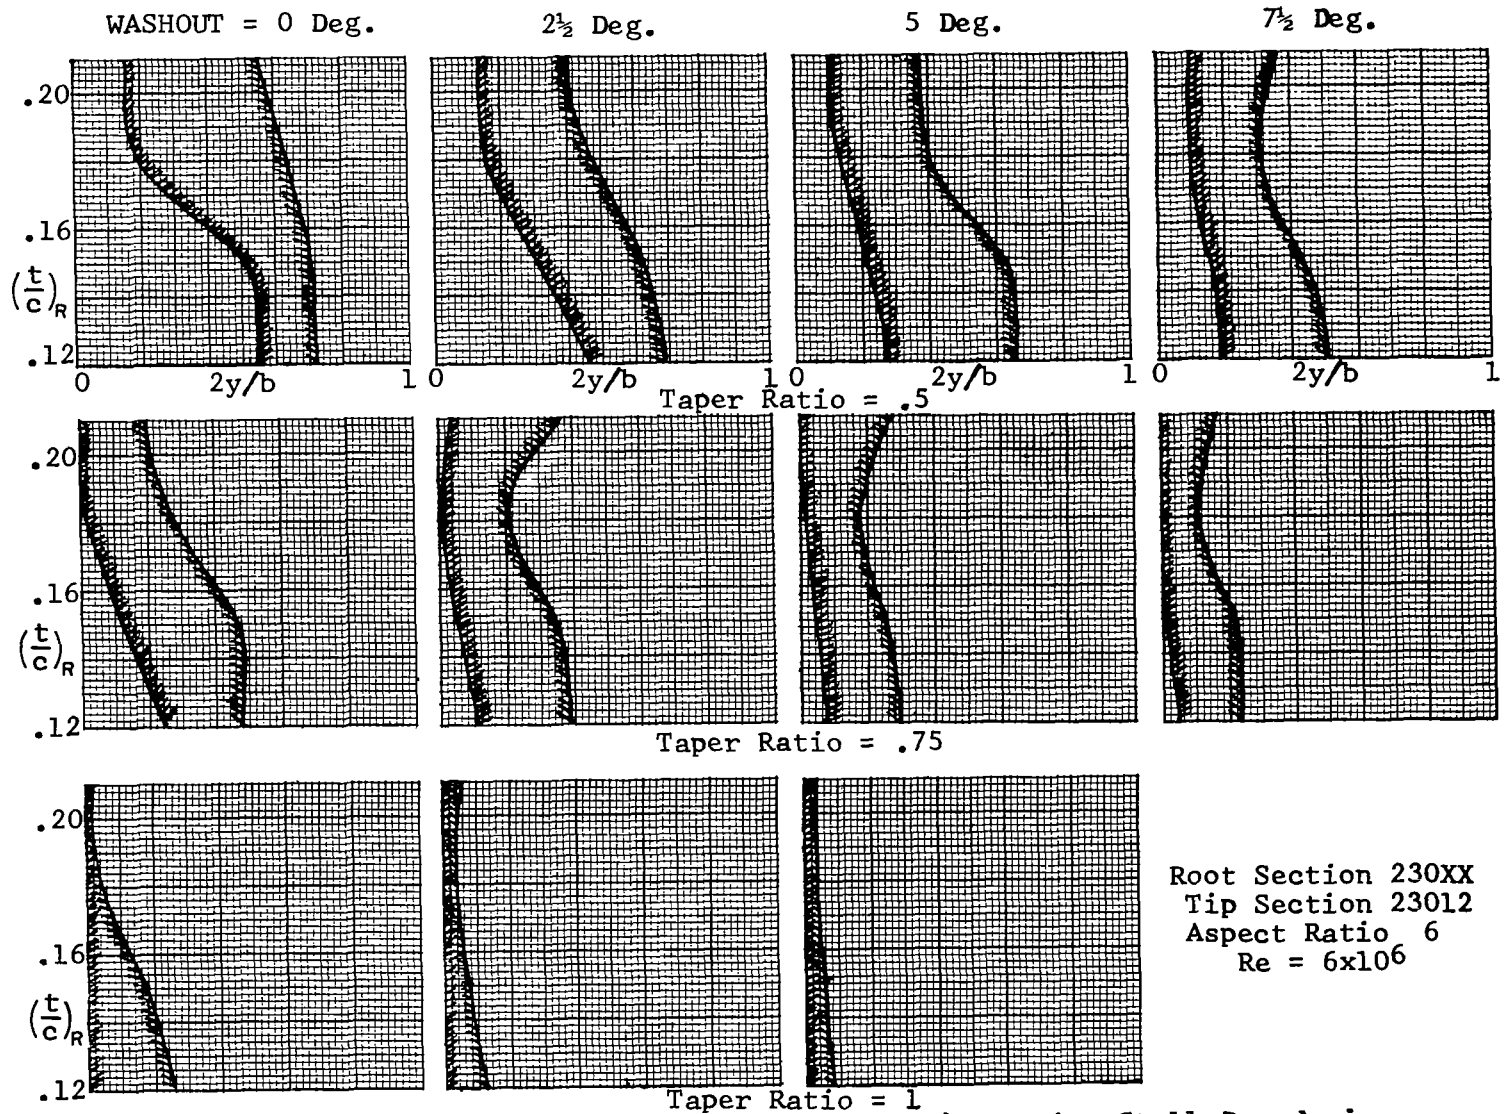 WASHOUT = 0 Deg. 2½ Deg. 5 Deg. 7½ Deg.
.20
.16
(t/c)R
.12
0 2y/b 1 0 2y/b 1 0 2y/b 1 0 2y/b 1
Taper Ratio = .5
.20
.16
(t/c)R
.12
Taper Ratio = .75
.20
.16
(t/c)R
.12
Root Section 230XX
Tip Section 23012
Aspect Ratio 6
Re = 6x10⁶
Taper Ratio = 1